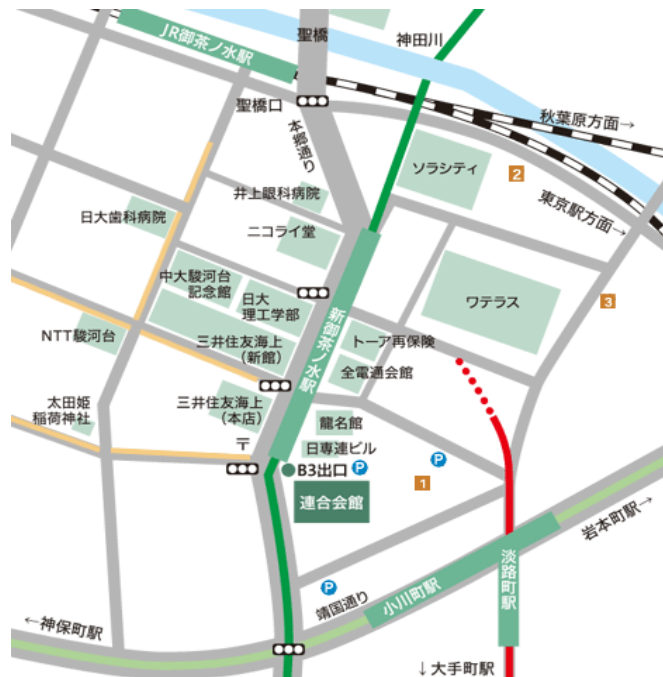 聖橋
神田川
JR御茶ノ水駅
聖橋口
秋葉原方面→
本郷通り
ソラシティ
2
井上眼科病院
東京駅方面→
日大歯科病院
ニコライ堂
中大駿河台
記念館
日大
理工学部
新御茶ノ水駅
ワテラス
3
NTT駿河台
三井住友海上
（新館）
トーア再保険
全電通会館
太田姫
稲荷神社
三井住友海上
（本店）
龍名館
〒
日専連ビル
B3出口
P
P
1
連合会館
岩本町駅→
淡路町駅
P
靖国通り
小川町駅
←神保町駅
↓大手町駅